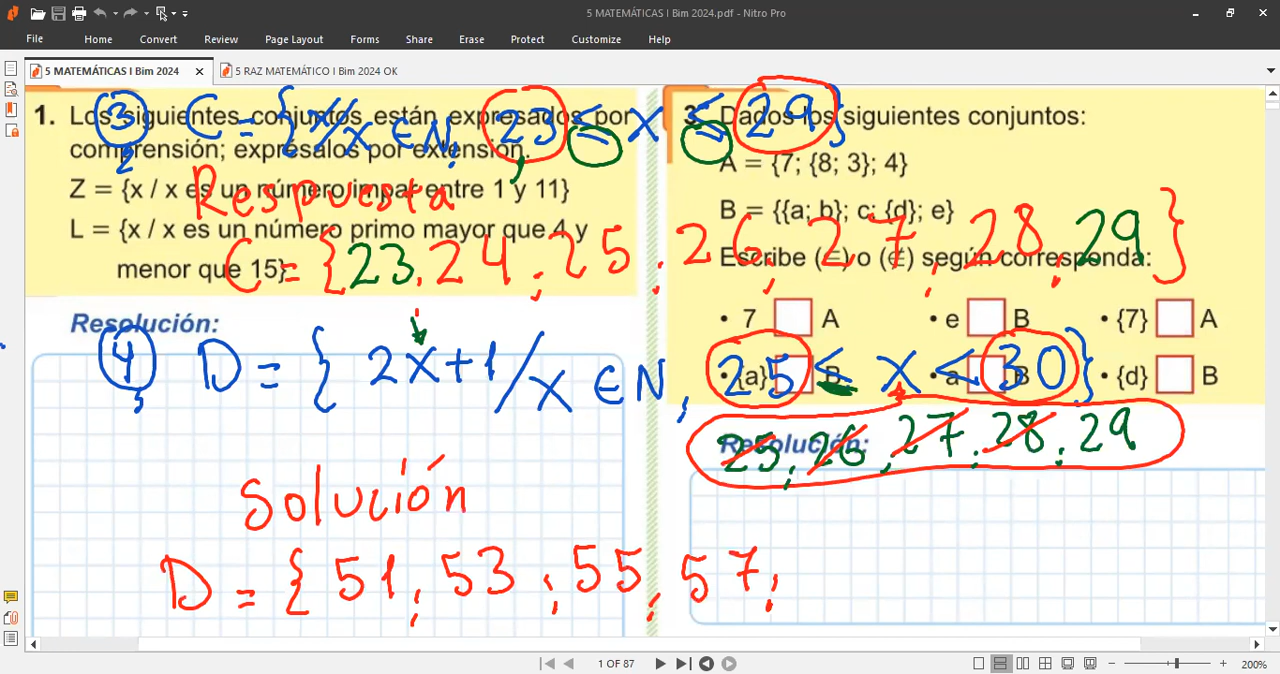 5 MATEMÁTICAS I Bim 2024.pdf - Nitro Pro
File Home Convert Review Page Layout Forms Share Erase Protect Customize Help
5 MATEMÁTICAS I Bim 2024 5 RAZ MATEMÁTICO I Bim 2024 OK
1. Los siguientes conjuntos están expresados por
comprensión; exprésalos por extensión.
Z = {x / x es un número impar entre 1 y 11}
L = {x / x es un número primo mayor que 4 y
menor que 15}
Resolución:
3. Dados los siguientes conjuntos:
A = {7; {8; 3}; 4}
B = {{a; b}; c; {d}; e}
Escribe (∈) o (∉) según corresponda:
• 7 A • e B • {7} A
• {a} B • a B • {d} B
Resolución:
3) C = {x/x ∈ N, 23 ≤ x ≤ 29}
Respuesta
C = {23; 24; 25; 26; 27; 28; 29}
4) D = { 2x+1/x ∈ N, 25 ≤ x < 30}
25; 26; 27; 28; 29
Solución
D = { 51; 53; 55; 57;
1 OF 87
200%